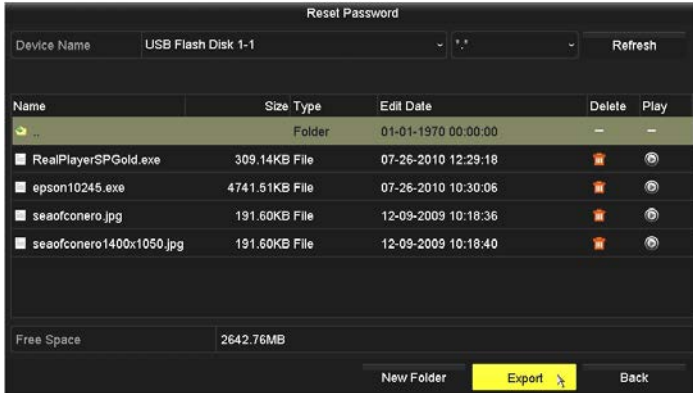 Reset Password
Device Name USB Flash Disk 1-1 *.* Refresh
Name Size Type Edit Date Delete Play
.. Folder 01-01-1970 00:00:00 – –
RealPlayerSPGold.exe 309.14KB File 07-26-2010 12:29:18
epson10245.exe 4741.51KB File 07-26-2010 10:30:06
seaofconero.jpg 191.60KB File 12-09-2009 10:18:36
seaofconero1400x1050.jpg 191.60KB File 12-09-2009 10:18:40
Free Space 2642.76MB
New Folder Export Back